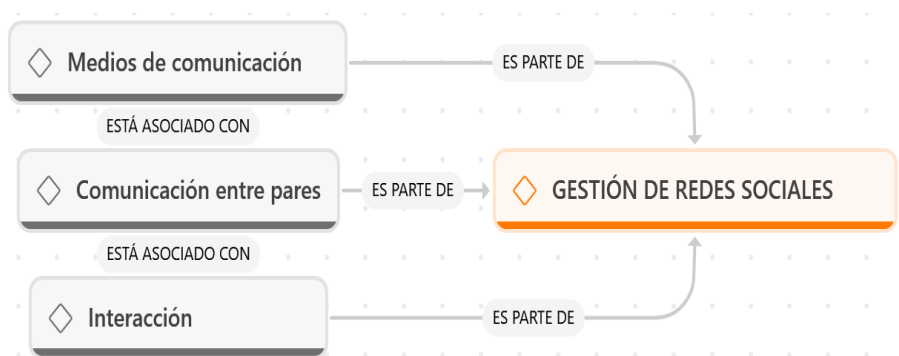 Medios de comunicación
ES PARTE DE
ESTÁ ASOCIADO CON
Comunicación entre pares
ES PARTE DE
GESTIÓN DE REDES SOCIALES
ESTÁ ASOCIADO CON
Interacción
ES PARTE DE